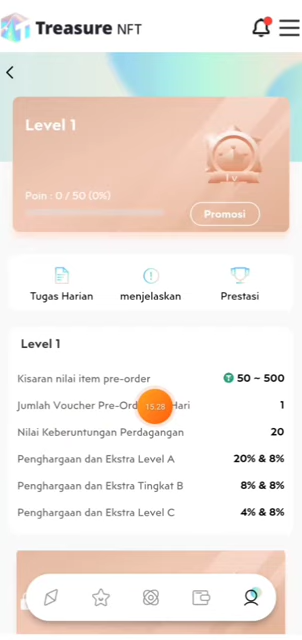 Treasure NFT
Level 1
Poin : 0 / 50 (0%)
Promosi
Tugas Harian
menjelaskan
Prestasi
Level 1
Kisaran nilai item pre-order 50 ~ 500
Jumlah Voucher Hari 1
15:28
Nilai Keberuntungan Perdagangan 20
Penghargaan dan Ekstra Level A 20% & 8%
Penghargaan dan Ekstra Tingkat B 8% & 8%
Penghargaan dan Ekstra Level C 4% & 8%